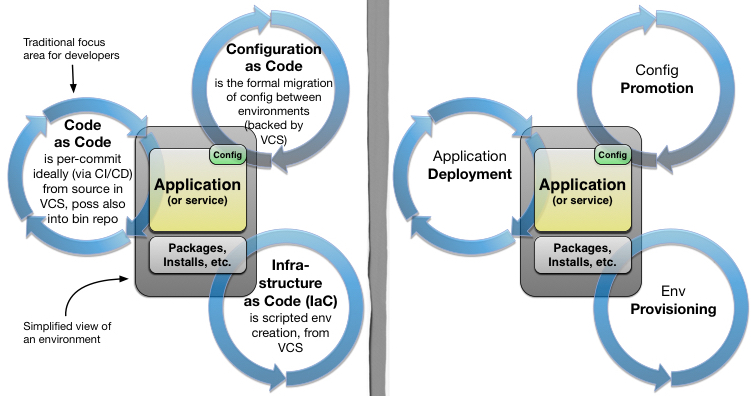 Traditional focus
area for developers
Configuration
as Code
is the formal migration
of config between
environments
(backed by
VCS)
Code
as Code
is per-commit
ideally (via CI/CD)
from source in
VCS, poss also
into bin repo
Config
Application
(or service)
Packages,
Installs, etc.
Infra-
structure
as Code (IaC)
is scripted env
creation, from
VCS
Simplified view of
an environment
Config
Promotion
Application
Deployment
Config
Application
(or service)
Packages,
Installs, etc.
Env
Provisioning